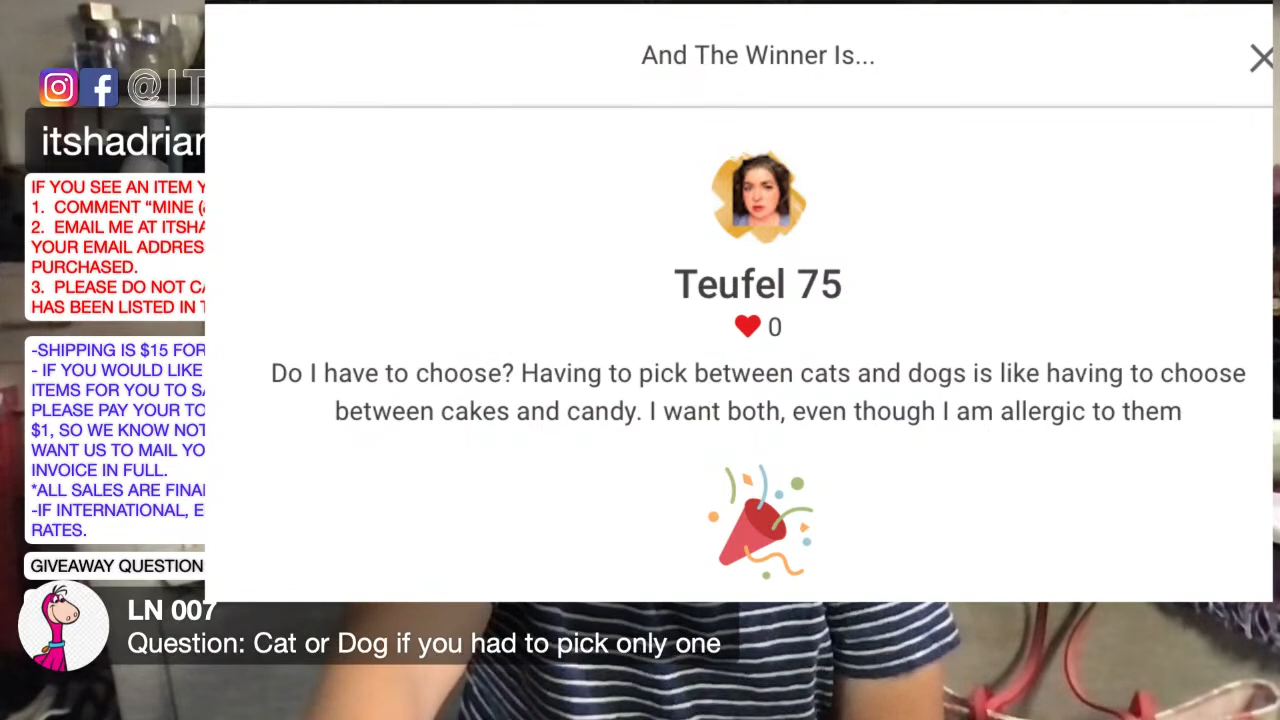 And The Winner Is...
@IT
itshadrian
IF YOU SEE AN ITEM Y
1. COMMENT “MINE (
2. EMAIL ME AT ITSHA
YOUR EMAIL ADDRES
PURCHASED.
3. PLEASE DO NOT CA
HAS BEEN LISTED IN T
-SHIPPING IS $15 FOR
- IF YOU WOULD LIKE
ITEMS FOR YOU TO SA
PLEASE PAY YOUR TO
$1, SO WE KNOW NOT
WANT US TO MAIL YO
INVOICE IN FULL.
*ALL SALES ARE FINAL
-IF INTERNATIONAL, E
RATES.
GIVEAWAY QUESTION
Teufel 75
0
Do I have to choose? Having to pick between cats and dogs is like having to choose
between cakes and candy. I want both, even though I am allergic to them
LN 007
Question: Cat or Dog if you had to pick only one